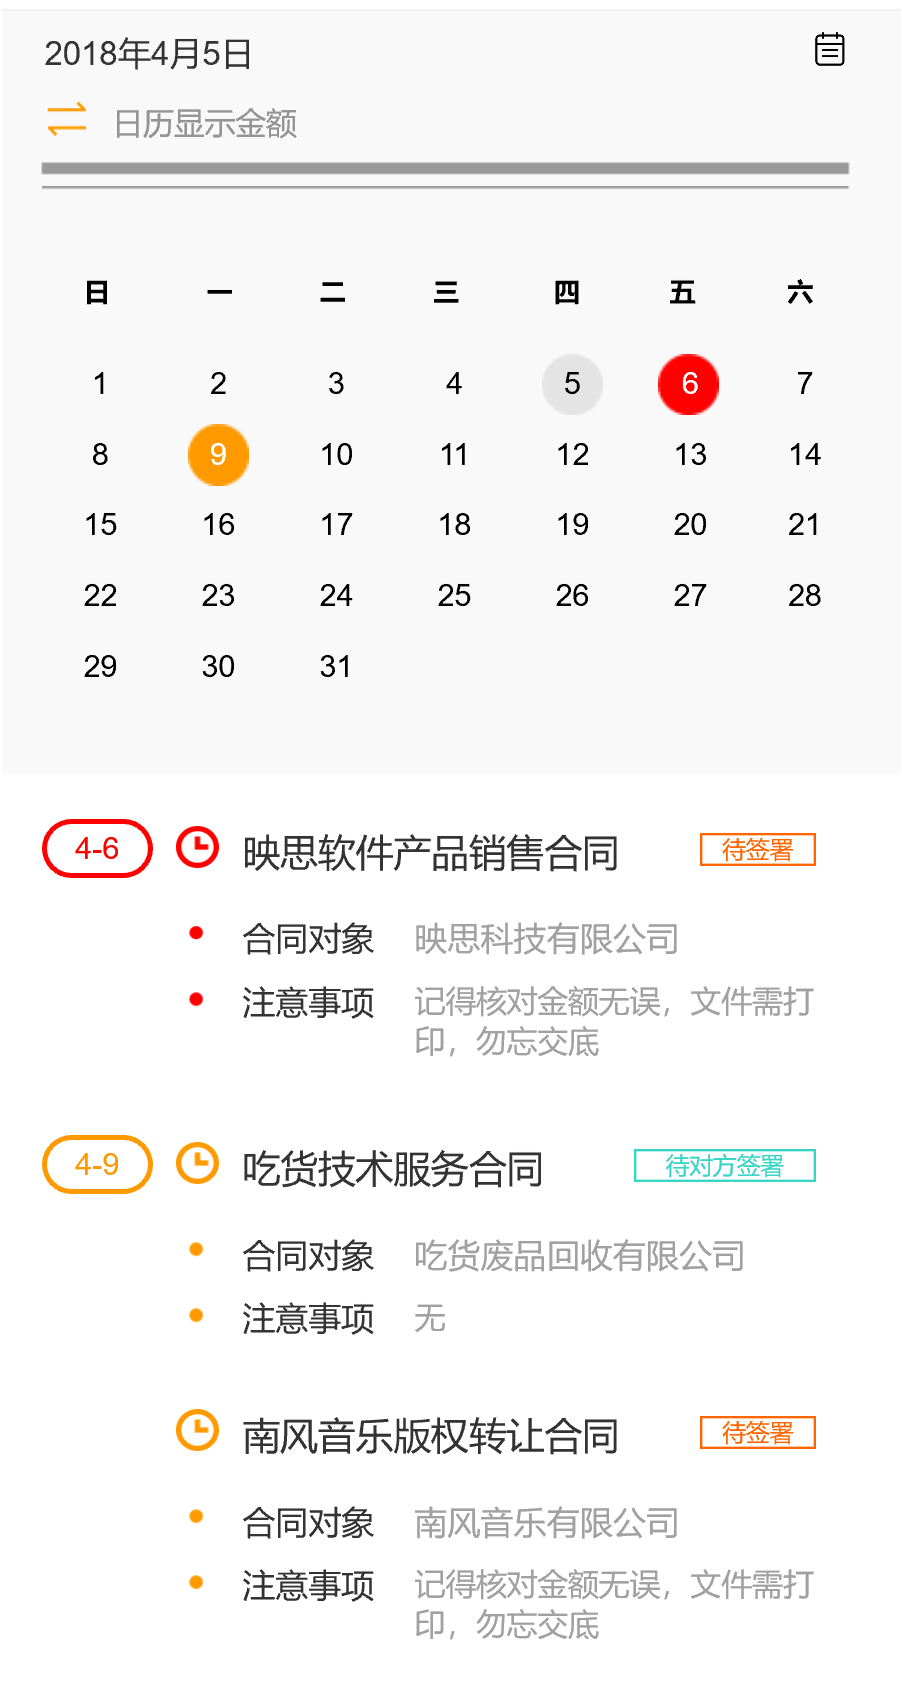 2018年4月5日
日历显示金额
日 一 二 三 四 五 六
1 2 3 4 5 6 7
8 9 10 11 12 13 14
15 16 17 18 19 20 21
22 23 24 25 26 27 28
29 30 31
4-6 映思软件产品销售合同 待签署
合同对象 映思科技有限公司
注意事项 记得核对金额无误，文件需打
印，勿忘交底
4-9 吃货技术服务合同 待对方签署
合同对象 吃货废品回收有限公司
注意事项 无
南风音乐版权转让合同 待签署
合同对象 南风音乐有限公司
注意事项 记得核对金额无误，文件需打
印，勿忘交底